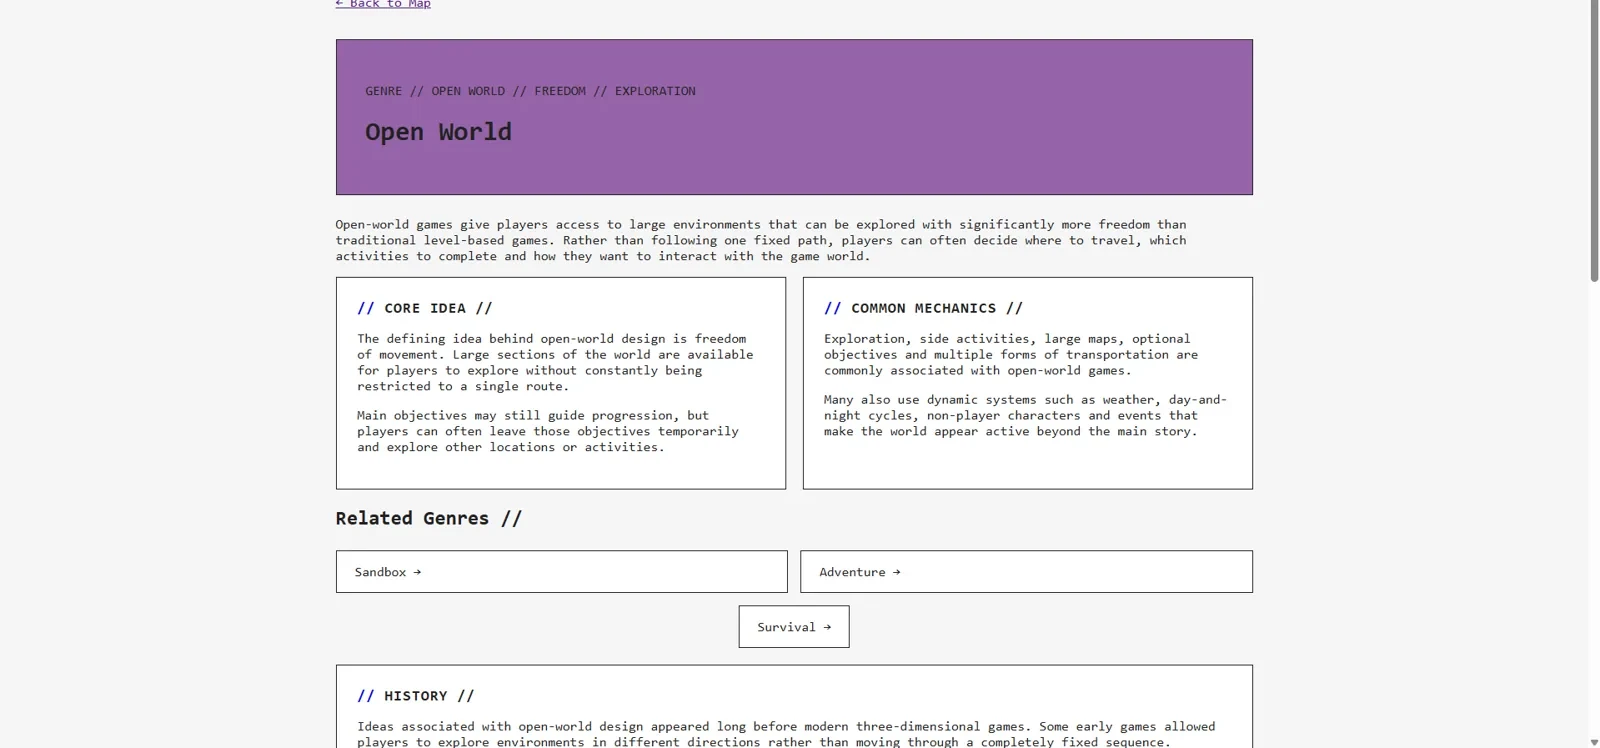 ← Back to Map
GENRE // OPEN WORLD // FREEDOM // EXPLORATION
Open World
Open-world games give players access to large environments that can be explored with significantly more freedom than
traditional level-based games. Rather than following one fixed path, players can often decide where to travel, which
activities to complete and how they want to interact with the game world.
// CORE IDEA //
The defining idea behind open-world design is freedom
of movement. Large sections of the world are available
for players to explore without constantly being
restricted to a single route.
Main objectives may still guide progression, but
players can often leave those objectives temporarily
and explore other locations or activities.
// COMMON MECHANICS //
Exploration, side activities, large maps, optional
objectives and multiple forms of transportation are
commonly associated with open-world games.
Many also use dynamic systems such as weather, day-and-
night cycles, non-player characters and events that
make the world appear active beyond the main story.
Related Genres //
Sandbox →
Adventure →
Survival →
// HISTORY //
Ideas associated with open-world design appeared long before modern three-dimensional games. Some early games allowed
players to explore environments in different directions rather than moving through a completely fixed sequence.